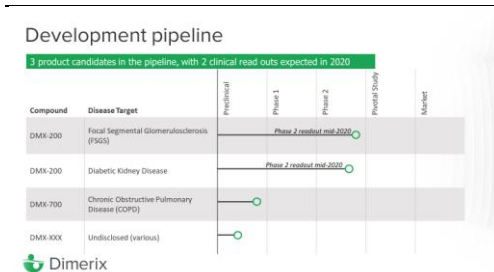 Development pipeline
3 product candidates in the pipeline, with 2 clinical read outs expected in 2020
Compound
Disease Target
Preclinical
Phase 1
Phase 2
Pivotal Study
Market
DMX-200
Focal Segmental Glomerulosclerosis
(FSGS)
Phase 2 readout mid-2020
DMX-200
Diabetic Kidney Disease
Phase 2 readout mid-2020
DMX-700
Chronic Obstructive Pulmonary
Disease (COPD)
DMX-XXX
Undisclosed (various)
Dimerix